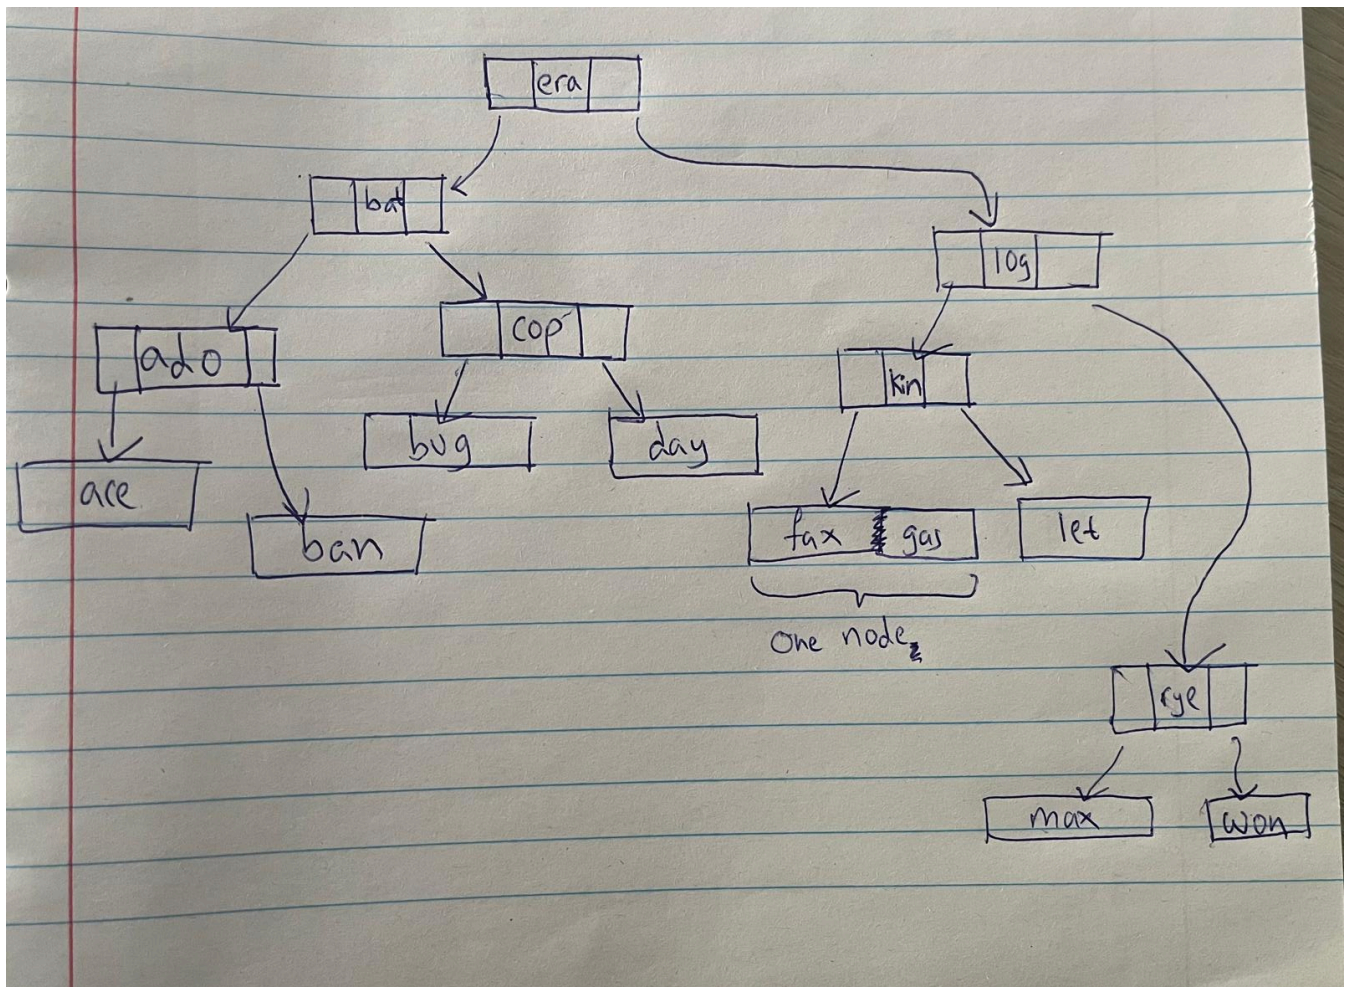 era
bat
log
ado
cop
kin
bug
day
ace
ban
fax gas
let
One node
rye
max
won